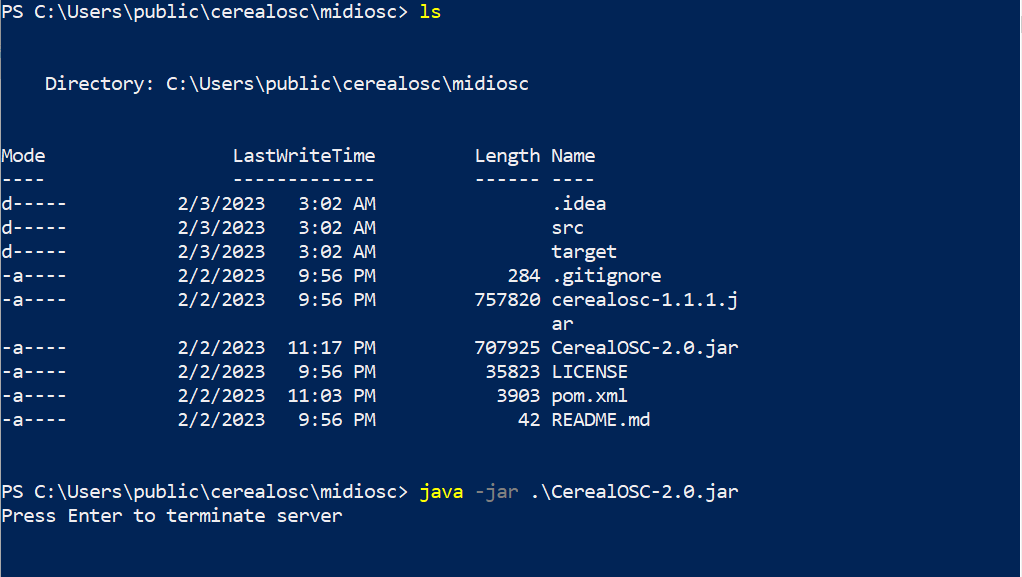 PS C:\Users\public\cerealosc\midiosc> ls
Directory: C:\Users\public\cerealosc\midiosc
Mode                 LastWriteTime         Length Name
----                 -------------         ------ ----
d-----          2/3/2023   3:02 AM                .idea
d-----          2/3/2023   3:02 AM                src
d-----          2/3/2023   3:02 AM                target
-a----          2/2/2023   9:56 PM            284 .gitignore
-a----          2/2/2023   9:56 PM         757820 cerealosc-1.1.1.j
                                                  ar
-a----          2/2/2023  11:17 PM         707925 CerealOSC-2.0.jar
-a----          2/2/2023   9:56 PM          35823 LICENSE
-a----          2/2/2023  11:03 PM           3903 pom.xml
-a----          2/2/2023   9:56 PM             42 README.md
PS C:\Users\public\cerealosc\midiosc> java -jar .\CerealOSC-2.0.jar
Press Enter to terminate server